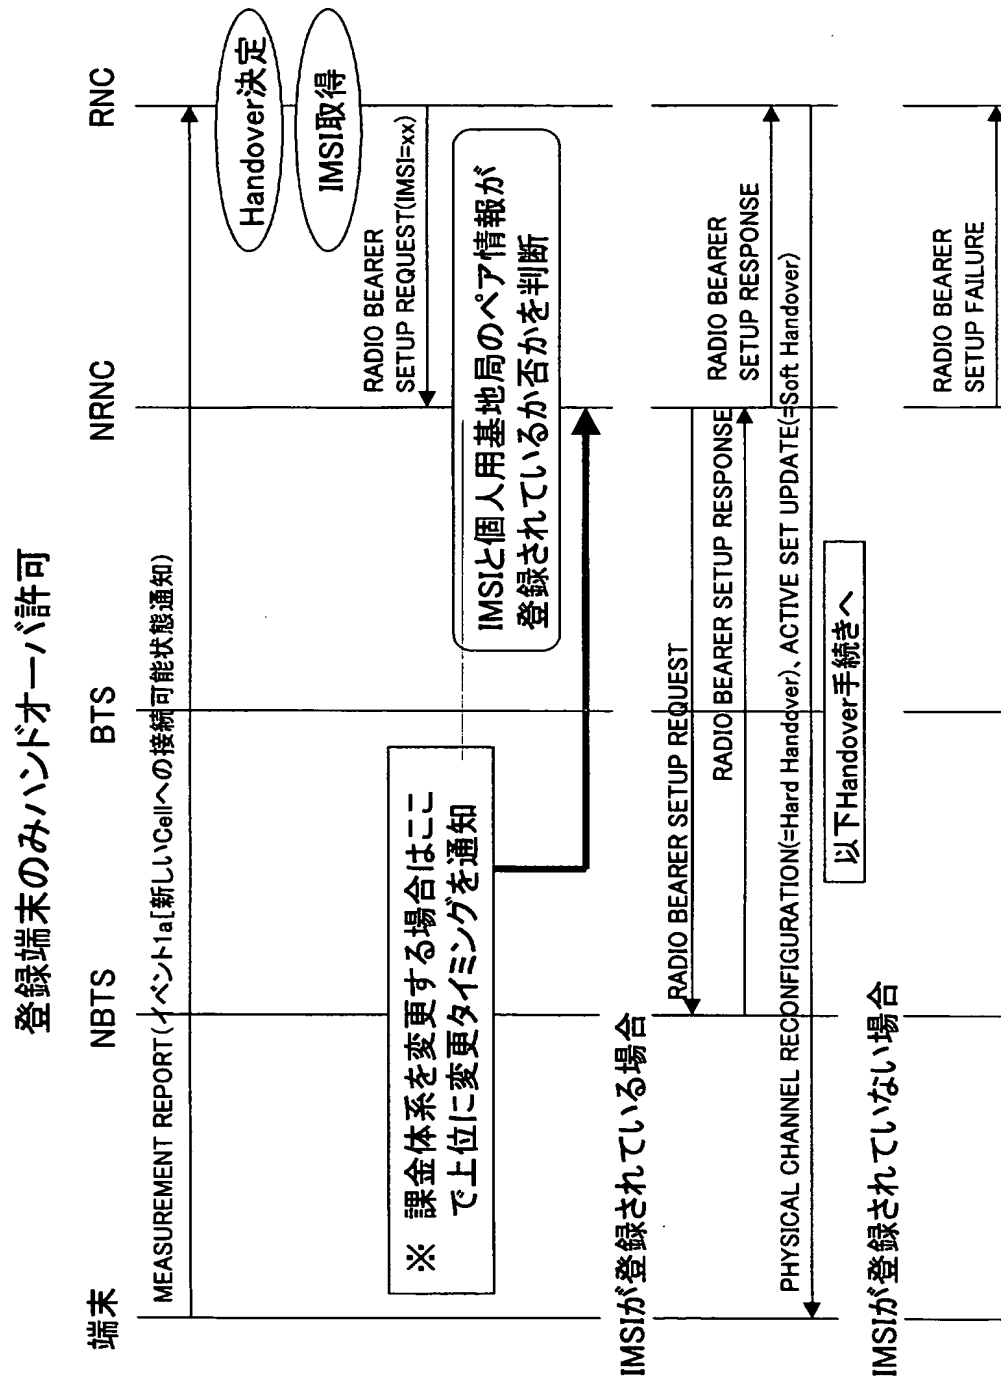 登録端末のみハンドオーバ許可
端末
NBTS
BTS
NRNC
RNC
MEASUREMENT REPORT(イベント1a[新しいCellへの接続可能状態通知)
Handover決定
IMSI取得
RADIO BEARER
SETUP REQUEST(IMSI=xx)
※ 課金体系を変更する場合はここ
で上位に変更タイミングを通知
IMSIと個人用基地局のペア情報が
登録されているか否かを判断
IMSIが登録されている場合
RADIO BEARER SETUP REQUEST
RADIO BEARER SETUP RESPONSE
RADIO BEARER
SETUP RESPONSE
PHYSICAL CHANNEL RECONFIGURATION(=Hard Handover)、ACTIVE SET UPDATE(=Soft Handover)
以下Handover手続きへ
IMSIが登録されていない場合
RADIO BEARER
SETUP FAILURE